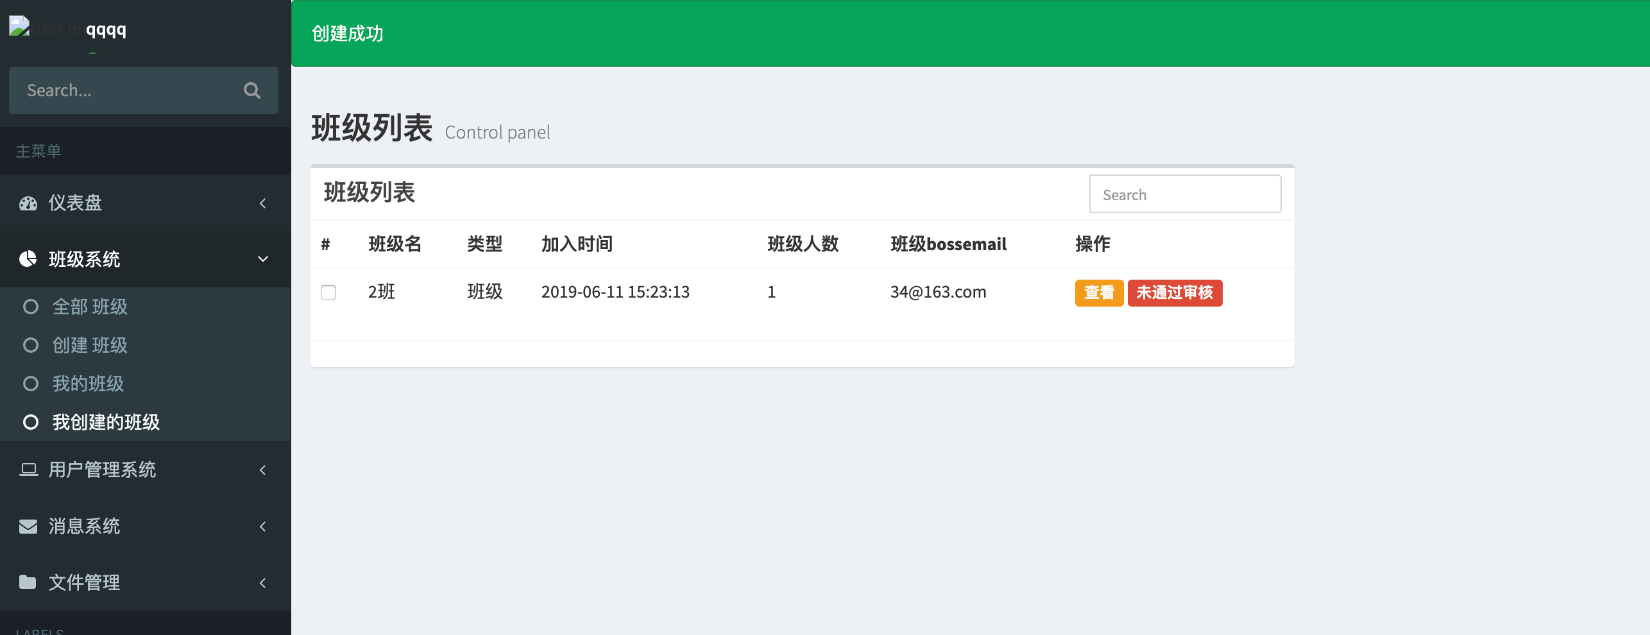 qqqq
Search...
主菜单
仪表盘
班级系统
全部 班级
创建 班级
我的班级
我创建的班级
用户管理系统
消息系统
文件管理
LABELS
创建成功
班级列表 Control panel
班级列表 Search
# 班级名 类型 加入时间 班级人数 班级bossemail 操作
2班 班级 2019-06-11 15:23:13 1 34@163.com 查看 未通过审核